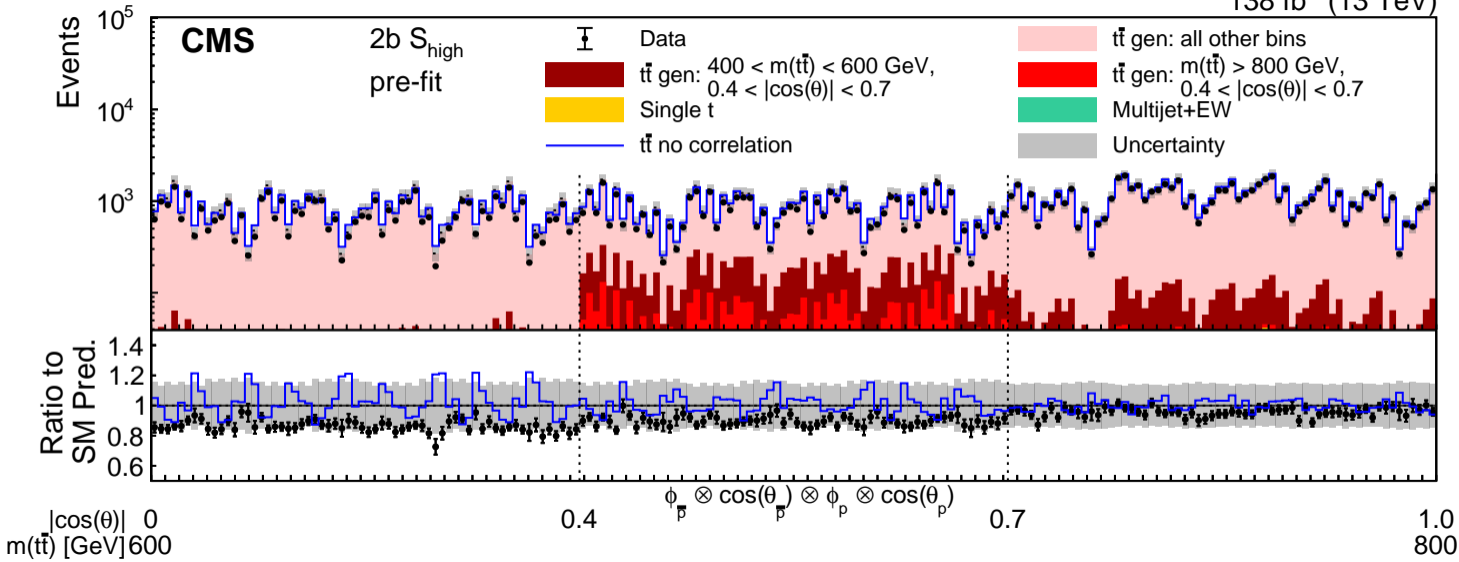 138 fb⁻¹ (13 TeV)
CMS
2b S_high
pre-fit
Data
tt̄ gen: 400 < m(tt̄) < 600 GeV,
0.4 < |cos(θ)| < 0.7
Single t
tt̄ no correlation
tt̄ gen: all other bins
tt̄ gen: m(tt̄) > 800 GeV,
0.4 < |cos(θ)| < 0.7
Multijet+EW
Uncertainty
Events
10⁵
10⁴
10³
Ratio to
SM Pred.
1.4
1.2
1
0.8
0.6
ϕ_p̄ ⊗ cos(θ_p̄) ⊗ ϕ_p ⊗ cos(θ_p)
|cos(θ)| 0 0.4 0.7 1.0
m(tt̄) [GeV] 600 800